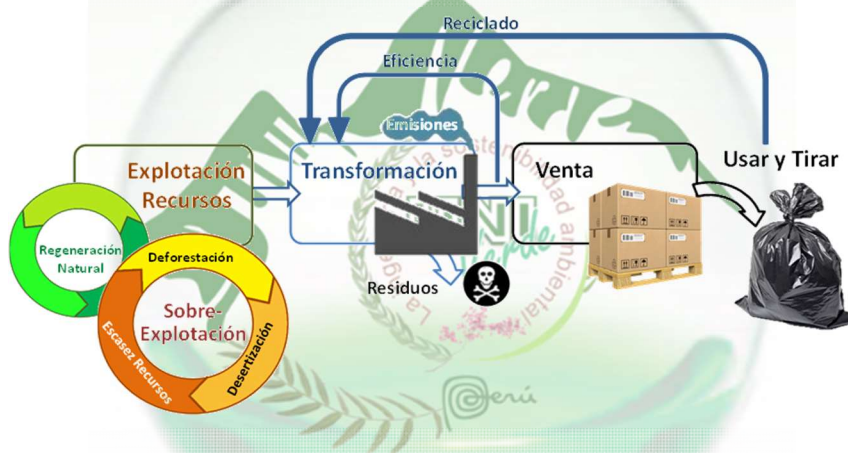 Reciclado
Eficiencia
Emisiones
Explotación
Recursos
Transformación
Venta
Usar y Tirar
Regeneración
Natural
Deforestación
Sobre-
Explotación
Escasez Recursos
Desertización
Residuos
Perú